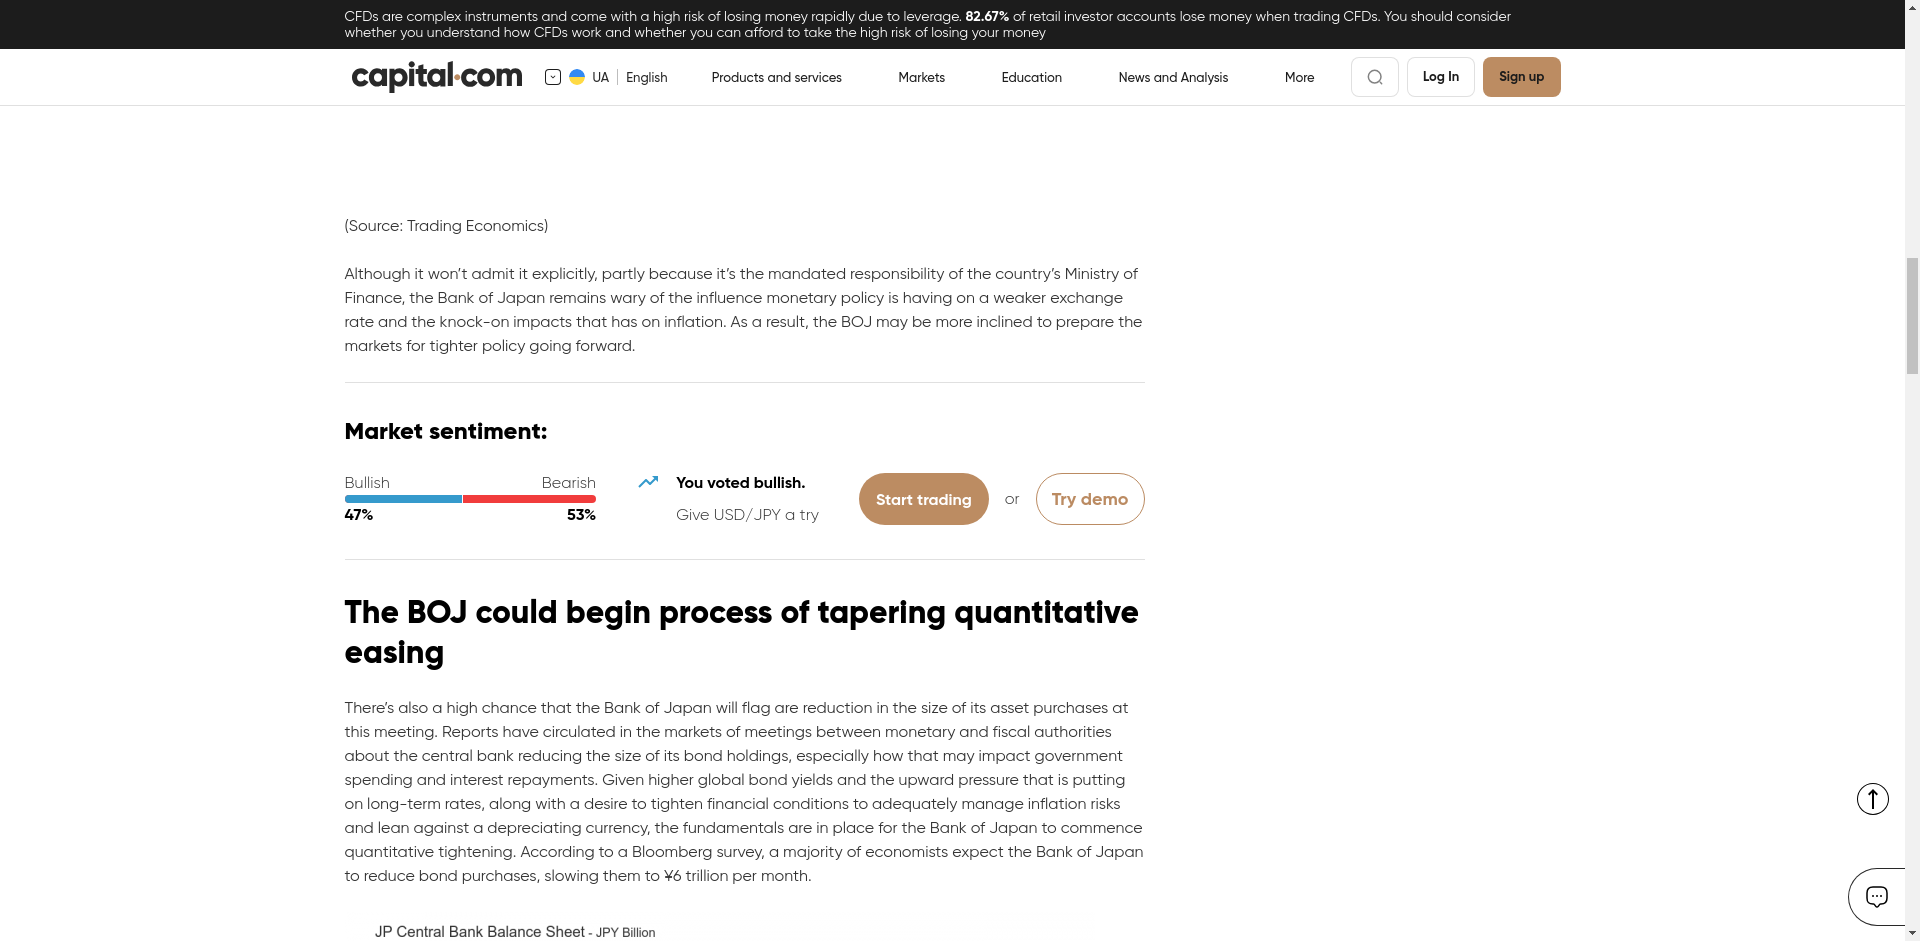 CFDs are complex instruments and come with a high risk of losing money rapidly due to leverage. 82.67% of retail investor accounts lose money when trading CFDs. You should consider
whether you understand how CFDs work and whether you can afford to take the high risk of losing your money
capital.com
UA
English
Products and services
Markets
Education
News and Analysis
More
Log In
Sign up
(Source: Trading Economics)
Although it won’t admit it explicitly, partly because it’s the mandated responsibility of the country’s Ministry of
Finance, the Bank of Japan remains wary of the influence monetary policy is having on a weaker exchange
rate and the knock-on impacts that has on inflation. As a result, the BOJ may be more inclined to prepare the
markets for tighter policy going forward.
Market sentiment:
Bullish
Bearish
47%
53%
You voted bullish.
Give USD/JPY a try
Start trading
or
Try demo
The BOJ could begin process of tapering quantitative
easing
There’s also a high chance that the Bank of Japan will flag are reduction in the size of its asset purchases at
this meeting. Reports have circulated in the markets of meetings between monetary and fiscal authorities
about the central bank reducing the size of its bond holdings, especially how that may impact government
spending and interest repayments. Given higher global bond yields and the upward pressure that is putting
on long-term rates, along with a desire to tighten financial conditions to adequately manage inflation risks
and lean against a depreciating currency, the fundamentals are in place for the Bank of Japan to commence
quantitative tightening. According to a Bloomberg survey, a majority of economists expect the Bank of Japan
to reduce bond purchases, slowing them to ¥6 trillion per month.
JP Central Bank Balance Sheet - JPY Billion